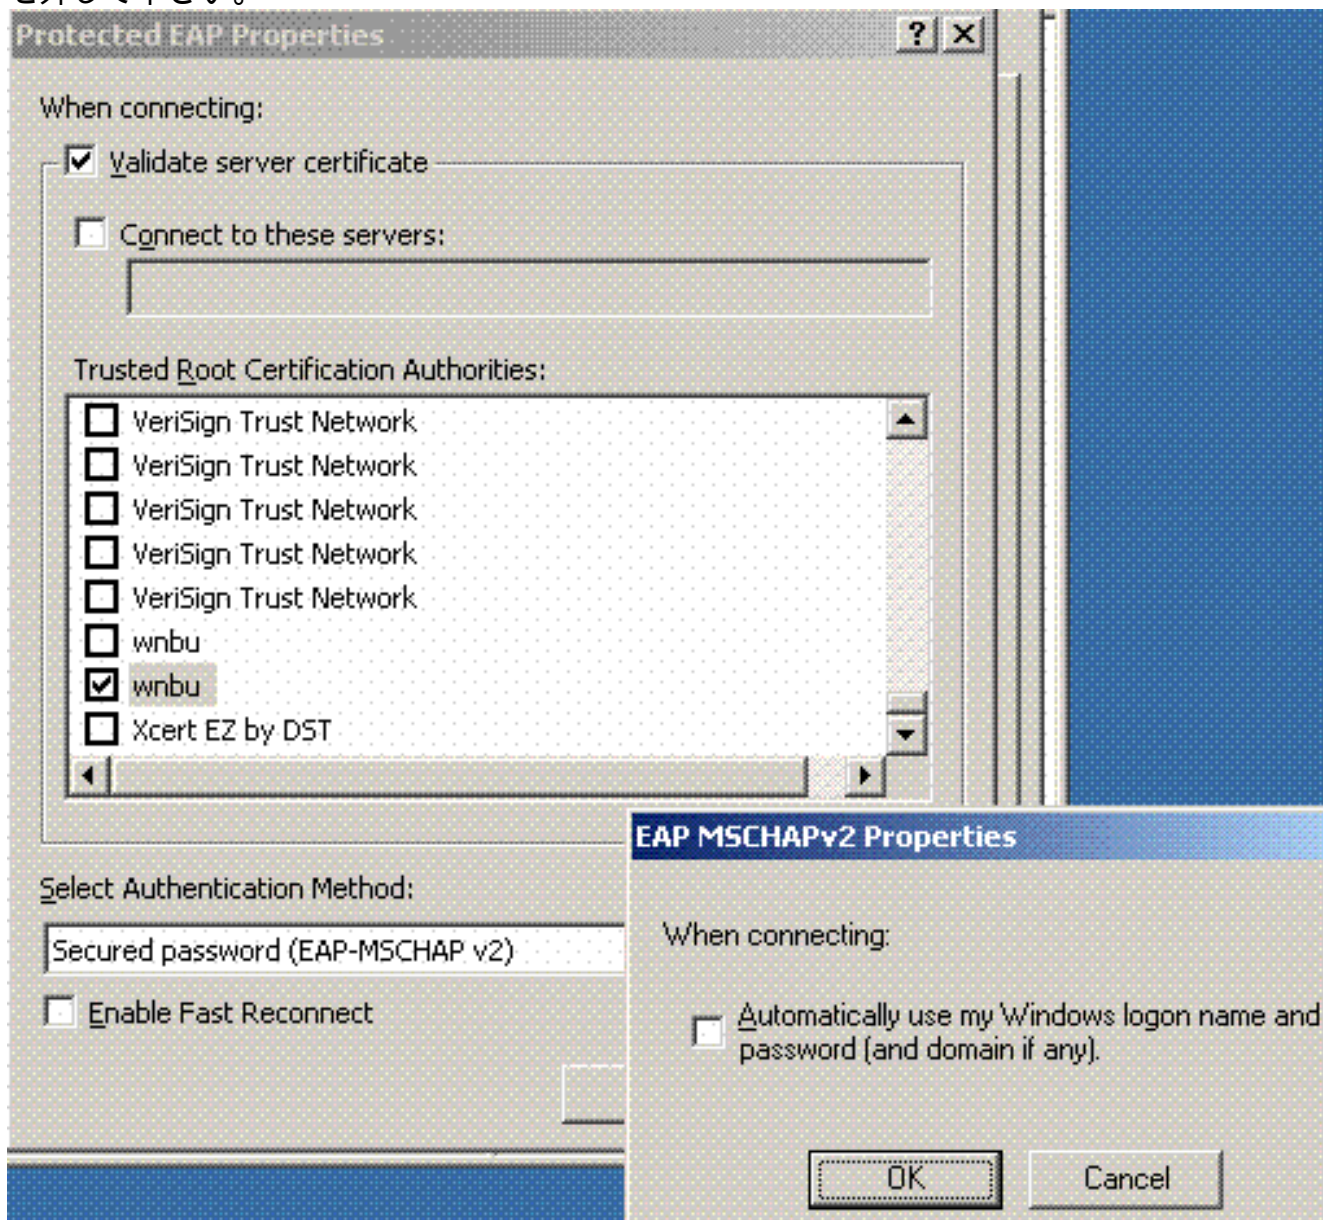 Protected EAP Properties
When connecting:
Validate server certificate
Connect to these servers:
Trusted Root Certification Authorities:
VeriSign Trust Network
VeriSign Trust Network
VeriSign Trust Network
VeriSign Trust Network
VeriSign Trust Network
wnbu
wnbu
Xcert EZ by DST
Select Authentication Method:
Secured password (EAP-MSCHAP v2)
Enable Fast Reconnect
EAP MSCHAPv2 Properties
When connecting:
Automatically use my Windows logon name and
password (and domain if any).
OK
Cancel